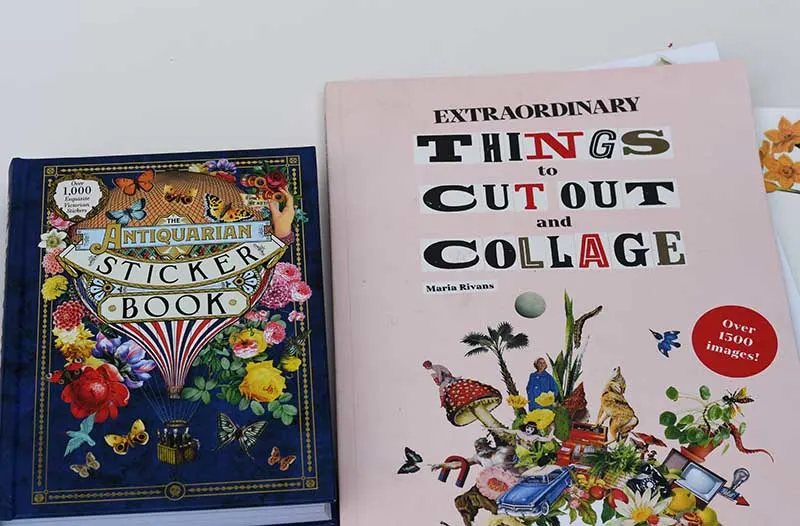 Over
1,000
Exquisite
Victorian
Stickers
THE
ANTIQUARIAN
STICKER
BOOK
EXTRAORDINARY
THINGS
to
CUT OUT
and
COLLAGE
Maria Rivans
Over
1500
images!